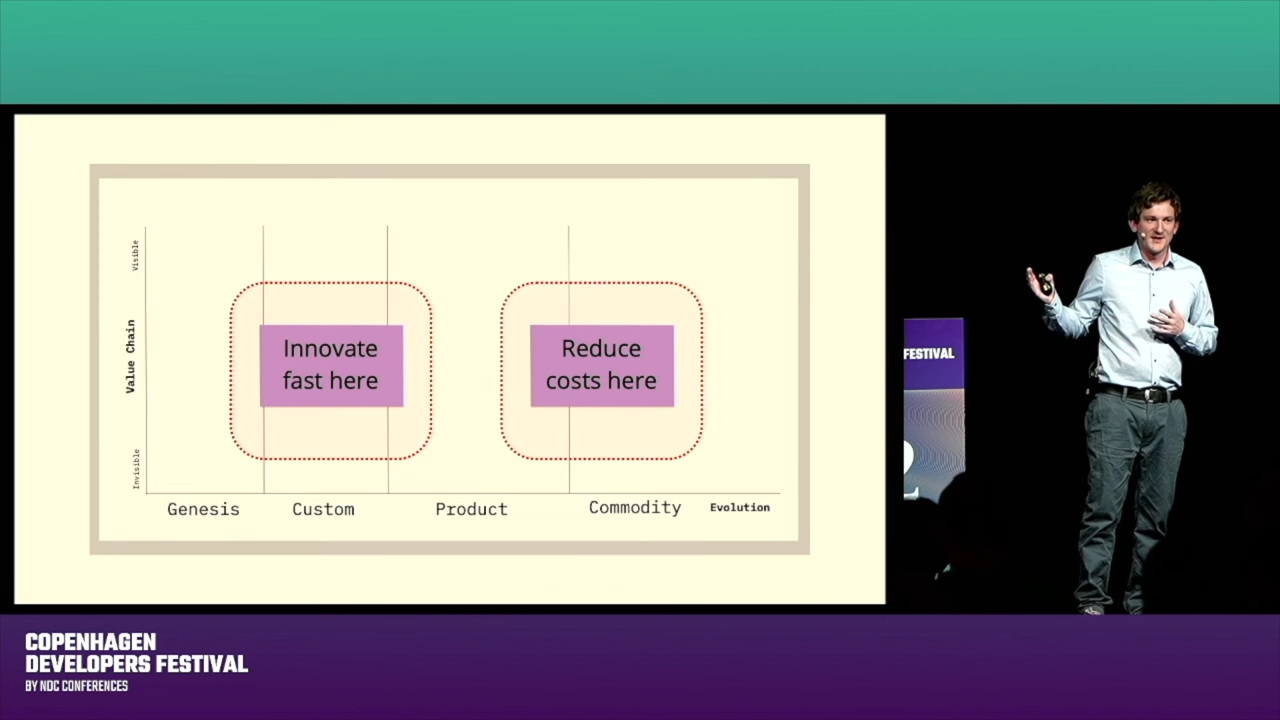 Visible
Value Chain
Invisible
Innovate
fast here
Reduce
costs here
Genesis
Custom
Product
Commodity
Evolution
FESTIVAL
COPENHAGEN
DEVELOPERS FESTIVAL
BY NDC CONFERENCES